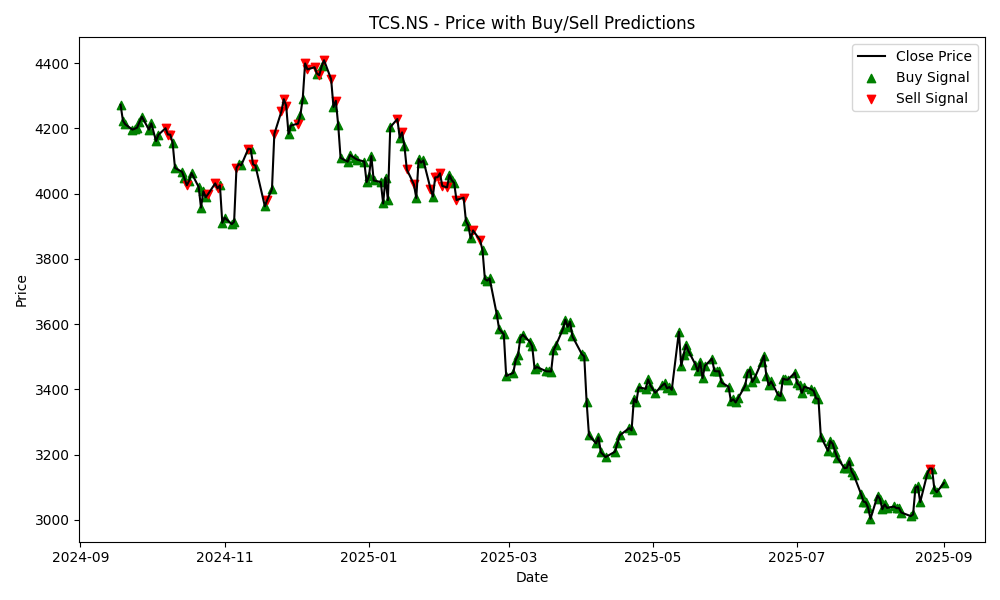 TCS.NS - Price with Buy/Sell Predictions
Close Price
Buy Signal
Sell Signal
Price
4400
4200
4000
3800
3600
3400
3200
3000
2024-09 2024-11 2025-01 2025-03 2025-05 2025-07 2025-09
Date